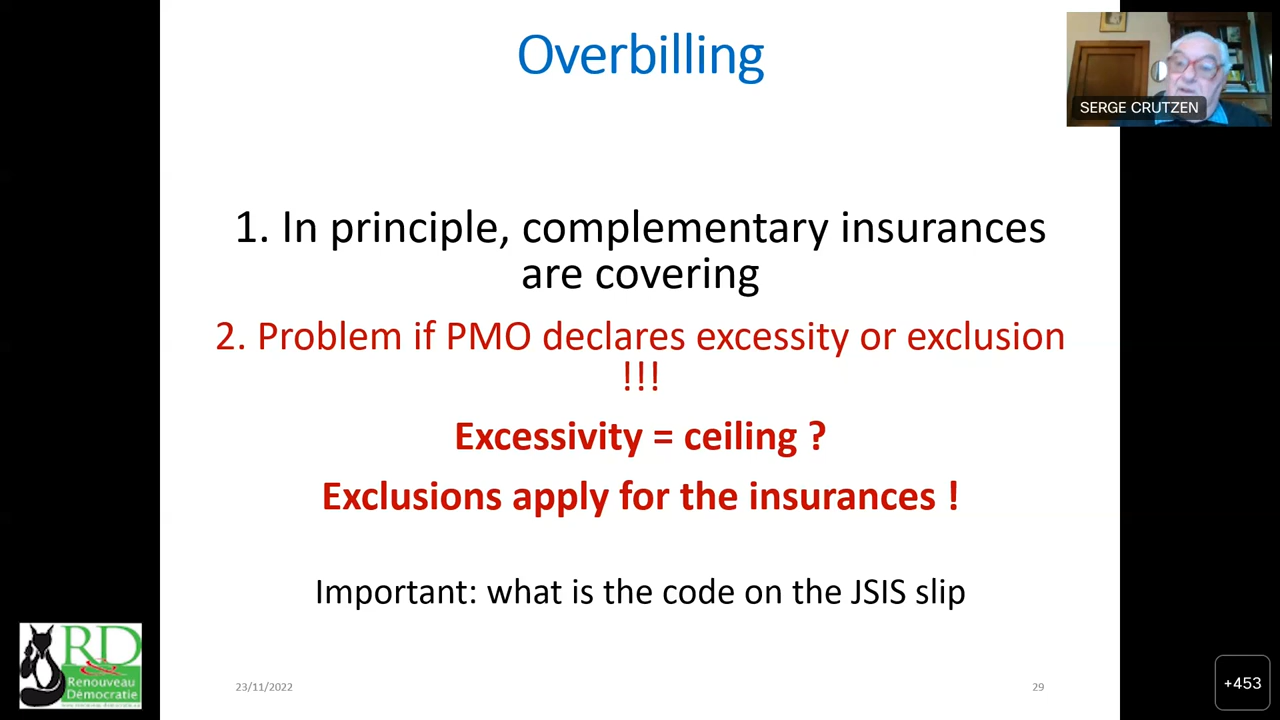 Overbilling
SERGE CRUTZEN
1. In principle, complementary insurances
are covering
2. Problem if PMO declares excessity or exclusion
!!!
Excessivity = ceiling ?
Exclusions apply for the insurances !
Important: what is the code on the JSIS slip
RD
&
Renouveau
Démocratie
23/11/2022
29
+453